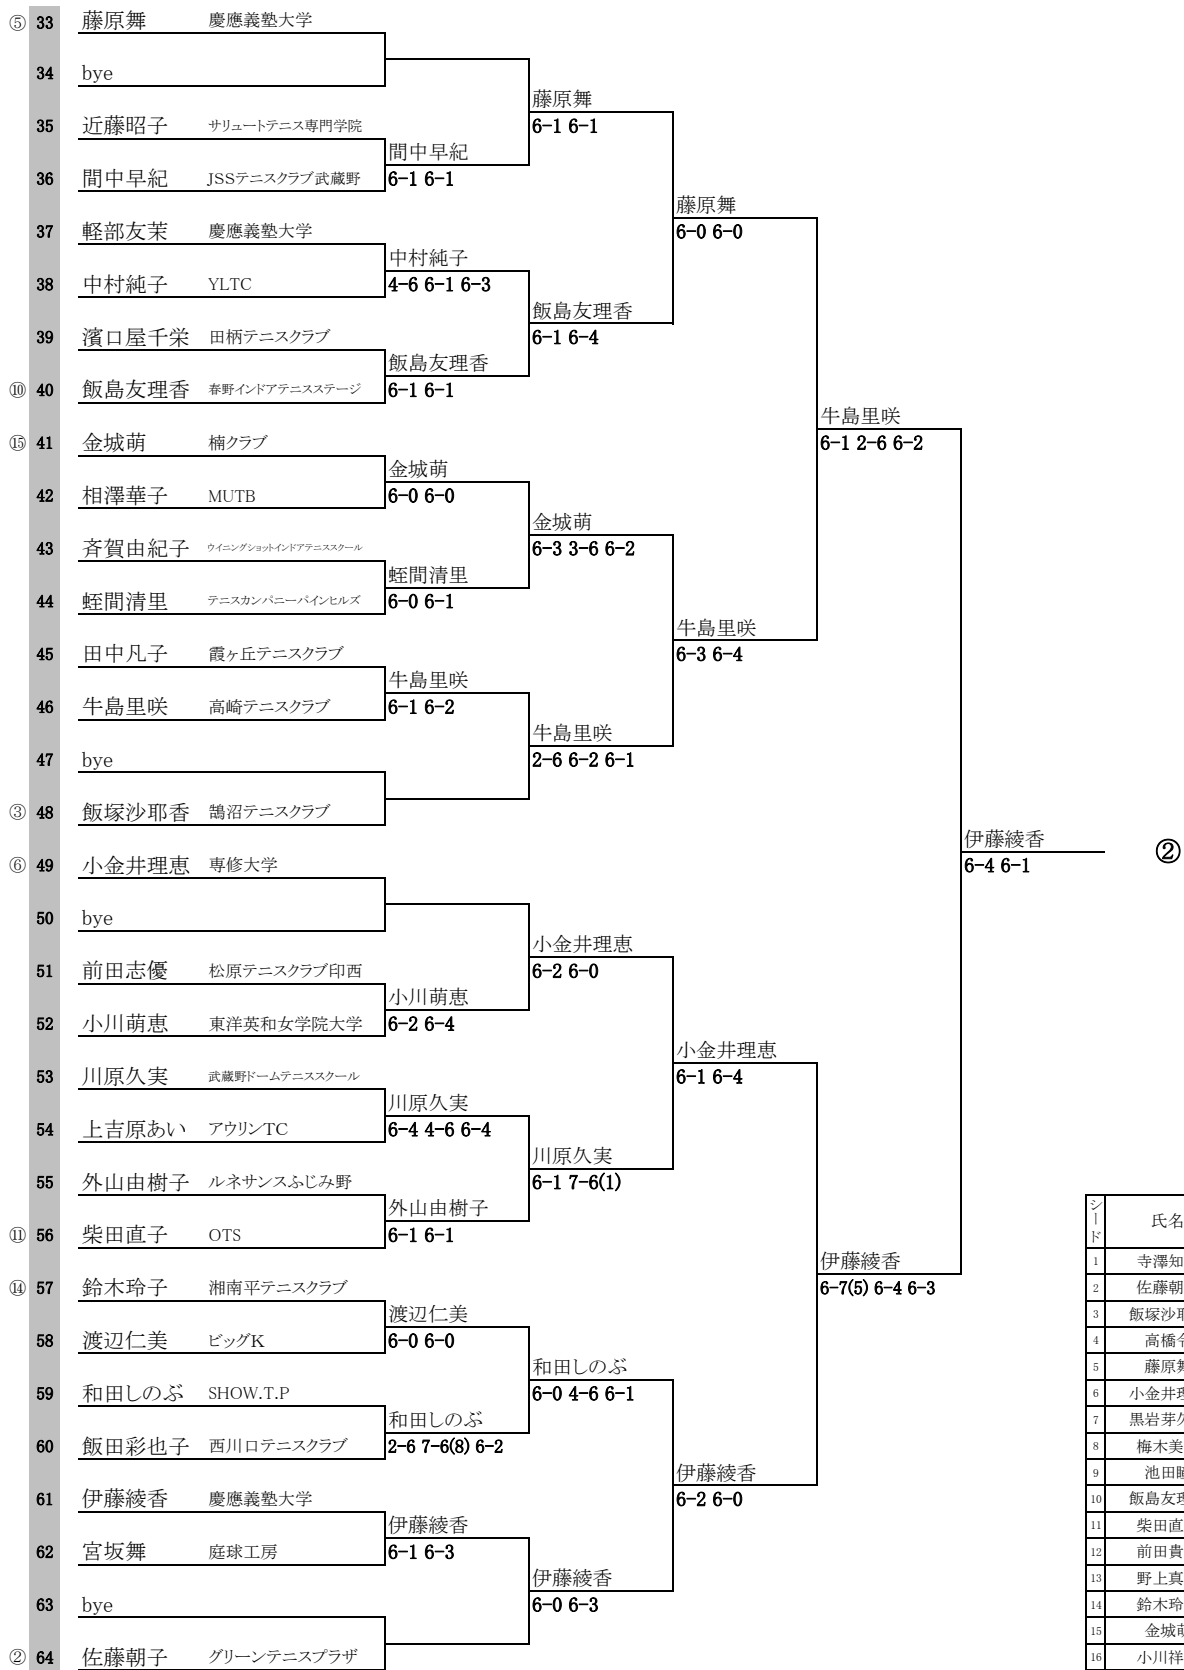 ⑤ 33 藤原舞 慶應義塾大学
34 bye
藤原舞
35 近藤昭子 サリュートテニス専門学院 6-1 6-1
間中早紀
36 間中早紀 JSSテニスクラブ武蔵野 6-1 6-1
藤原舞
37 軽部友茉 慶應義塾大学 6-0 6-0
中村純子
38 中村純子 YLTC 4-6 6-1 6-3
飯島友理香
39 濱口屋千栄 田柄テニスクラブ 6-1 6-4
飯島友理香
⑩ 40 飯島友理香 春野インドアテニスステージ 6-1 6-1
牛島里咲
⑮ 41 金城萌 楠クラブ 6-1 2-6 6-2
金城萌
42 相澤華子 MUTB 6-0 6-0
金城萌
43 斉賀由紀子 ウイニングショットインドアテニススクール 6-3 3-6 6-2
蛭間清里
44 蛭間清里 テニスカンパニーパインヒルズ 6-0 6-1
牛島里咲
45 田中凡子 霞ヶ丘テニスクラブ 6-3 6-4
牛島里咲
46 牛島里咲 高崎テニスクラブ 6-1 6-2
牛島里咲
47 bye 2-6 6-2 6-1
③ 48 飯塚沙耶香 鵠沼テニスクラブ
伊藤綾香 ②
⑥ 49 小金井理恵 専修大学 6-4 6-1
50 bye
小金井理恵
51 前田志優 松原テニスクラブ印西 6-2 6-0
小川萌恵
52 小川萌恵 東洋英和女学院大学 6-2 6-4
小金井理恵
53 川原久実 武蔵野ドームテニススクール 6-1 6-4
川原久実
54 上吉原あい アウリンTC 6-4 4-6 6-4
川原久実
55 外山由樹子 ルネサンスふじみ野 6-1 7-6(1)
外山由樹子
⑪ 56 柴田直子 OTS 6-1 6-1
伊藤綾香
⑭ 57 鈴木玲子 湘南平テニスクラブ 6-7(5) 6-4 6-3
渡辺仁美
58 渡辺仁美 ビッグK 6-0 6-0
和田しのぶ
59 和田しのぶ SHOW.T.P 6-0 4-6 6-1
和田しのぶ
60 飯田彩也子 西川口テニスクラブ 2-6 7-6(8) 6-2
伊藤綾香
61 伊藤綾香 慶應義塾大学 6-2 6-0
伊藤綾香
62 宮坂舞 庭球工房 6-1 6-3
伊藤綾香
63 bye 6-0 6-3
② 64 佐藤朝子 グリーンテニスプラザ
シード 氏名
1 寺澤知
2 佐藤朝
3 飯塚沙
4 高橋
5 藤原
6 小金井
7 黒岩芽
8 梅木美
9 池田
10 飯島友
11 柴田直
12 前田貴
13 野上真
14 鈴木玲
15 金城
16 小川祥